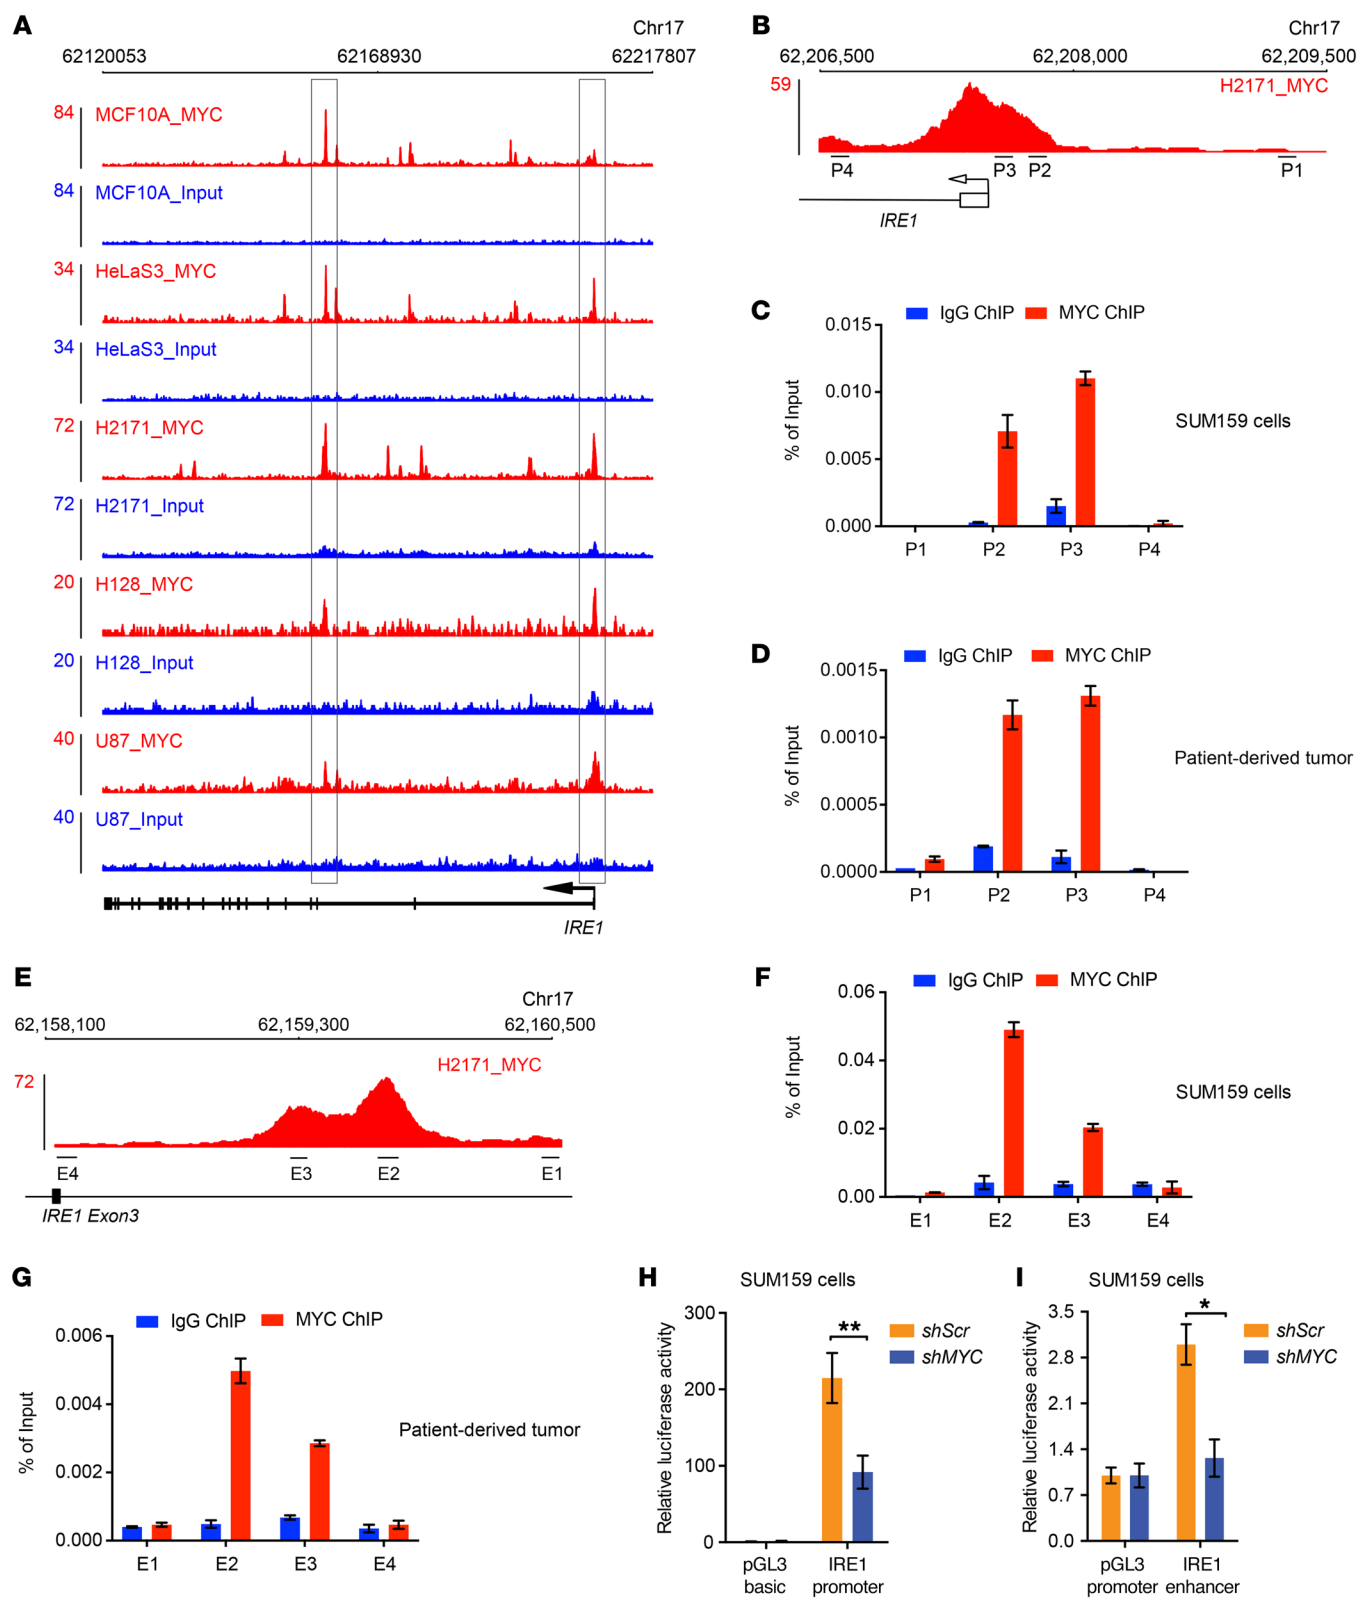 A
Chr17
62120053 62168930 62217807
84 MCF10A_MYC
84 MCF10A_Input
34 HeLaS3_MYC
34 HeLaS3_Input
72 H2171_MYC
72 H2171_Input
20 H128_MYC
20 H128_Input
40 U87_MYC
40 U87_Input
IRE1
B
Chr17
62,206,500 62,208,000 62,209,500
59 H2171_MYC
P4 P3 P2 P1
IRE1
C
IgG ChIP MYC ChIP
% of Input
0.015
0.010
0.005
0.000
SUM159 cells
P1 P2 P3 P4
D
IgG ChIP MYC ChIP
% of Input
0.0015
0.0010
0.0005
0.0000
Patient-derived tumor
P1 P2 P3 P4
E
Chr17
62,158,100 62,159,300 62,160,500
H2171_MYC
72
E4 E3 E2 E1
IRE1 Exon3
F
IgG ChIP MYC ChIP
% of Input
0.06
0.04
0.02
0.00
SUM159 cells
E1 E2 E3 E4
G
IgG ChIP MYC ChIP
% of Input
0.006
0.004
0.002
0.000
Patient-derived tumor
E1 E2 E3 E4
H
SUM159 cells
Relative luciferase activity
300
200
100
0
**
shScr
shMYC
pGL3 IRE1
basic promoter
I
SUM159 cells
Relative luciferase activity
3.5
2.8
2.1
1.4
0.7
0.0
*
shScr
shMYC
pGL3 IRE1
promoter enhancer